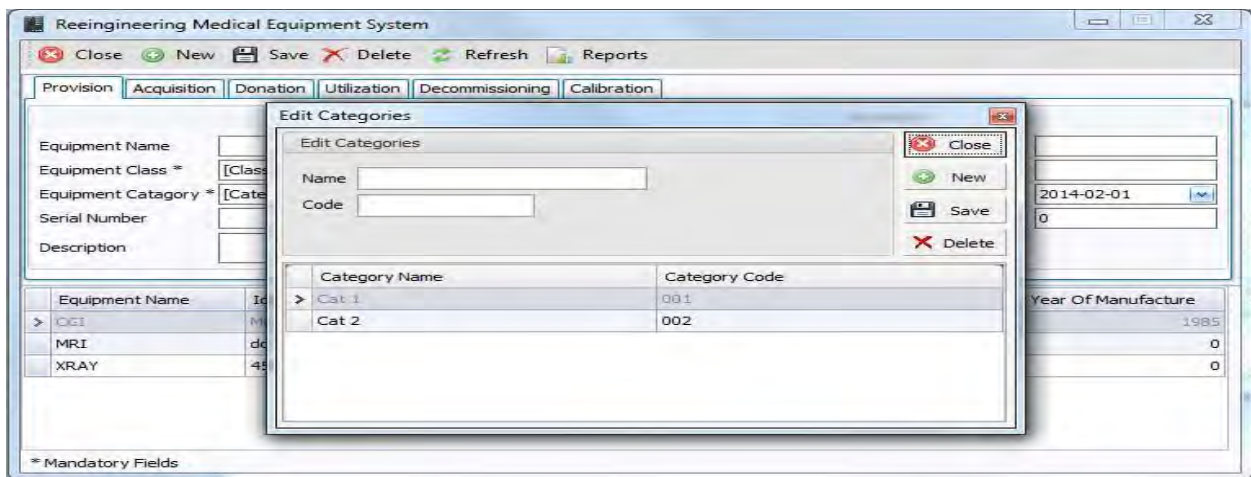 Reeingineering Medical Equipment System
Close New Save Delete Refresh Reports
Provision Acquisition Donation Utilization Decommissioning Calibration
Edit Categories
Edit Categories
Close
Equipment Name
Equipment Class * [Clas
Name
New
Equipment Catagory * [Cate
2014-02-01
Code
Save
Serial Number
0
Description
Delete
Category Name Category Code
Equipment Name Year Of Manufacture
Cat 1 001
CGI 1985
Cat 2 002
MRI 0
XRAY 45 0
* Mandatory Fields